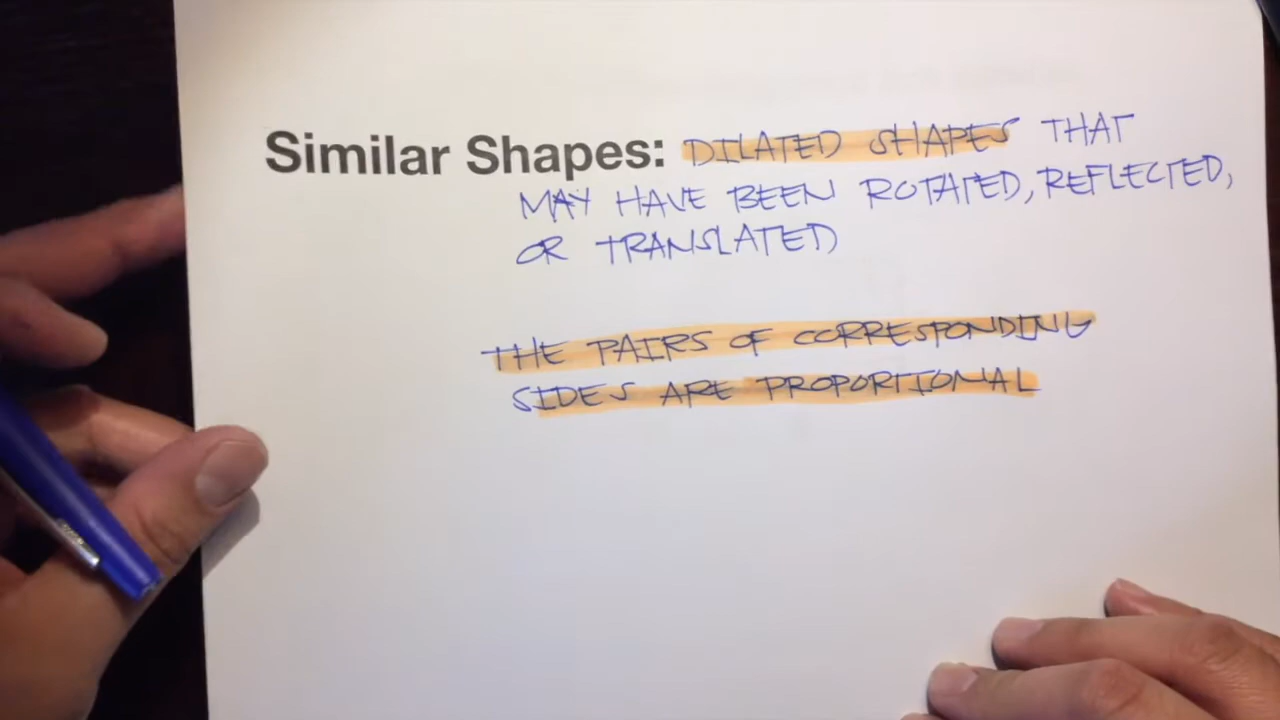 Similar Shapes: DILATED SHAPES THAT
MAY HAVE BEEN ROTATED, REFLECTED,
OR TRANSLATED
THE PAIRS OF CORRESPONDING
SIDES ARE PROPORTIONAL